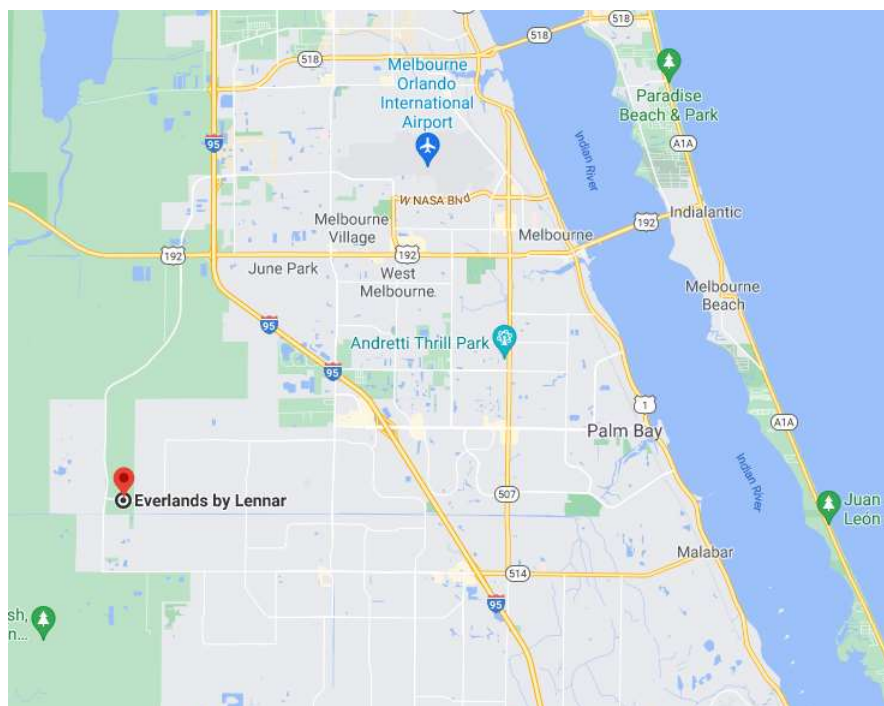 518
518
518
Melbourne
Orlando
International
Airport
Paradise
Beach & Park
95
Indian River
A1A
W NASA Blvd
Indialantic
Melbourne
Village
Melbourne
192
192
192
June Park
West
Melbourne
Melbourne
Beach
95
Andretti Thrill Park
95
1
Palm Bay
A1A
Indian River
Everlands by Lennar
507
Juan
León
Malabar
514
95
sh,
n...